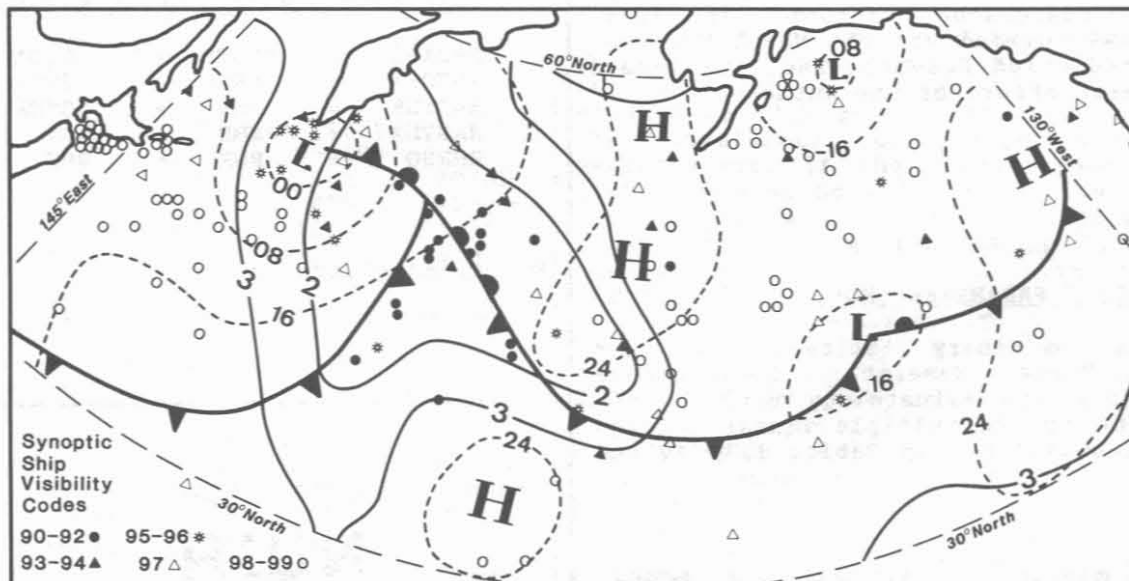 60°North
08
L
30°West
H
-16
H
L
145°East
00
H
08
3
2
16
L
24
16
2
3
24
24
3
H
30°North
30°North
Synoptic
Ship
Visibility
Codes
90-92 95-96
93-94 97 98-99